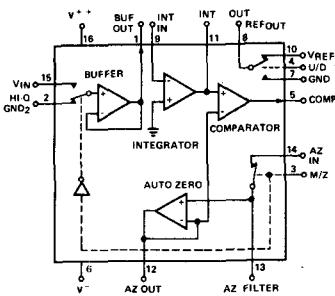 V++
BUF OUT
INT IN
INT
OUT
REF OUT
16
1
9
11
8
10 VREF
4 U/D
7 GND
5 COMP
VIN 15
HI-Q GND2 2
BUFFER
INTEGRATOR
COMPARATOR
AZ IN
14
3 M/Z
AUTO ZERO
6
12
13
V-
AZ OUT
AZ FILTER